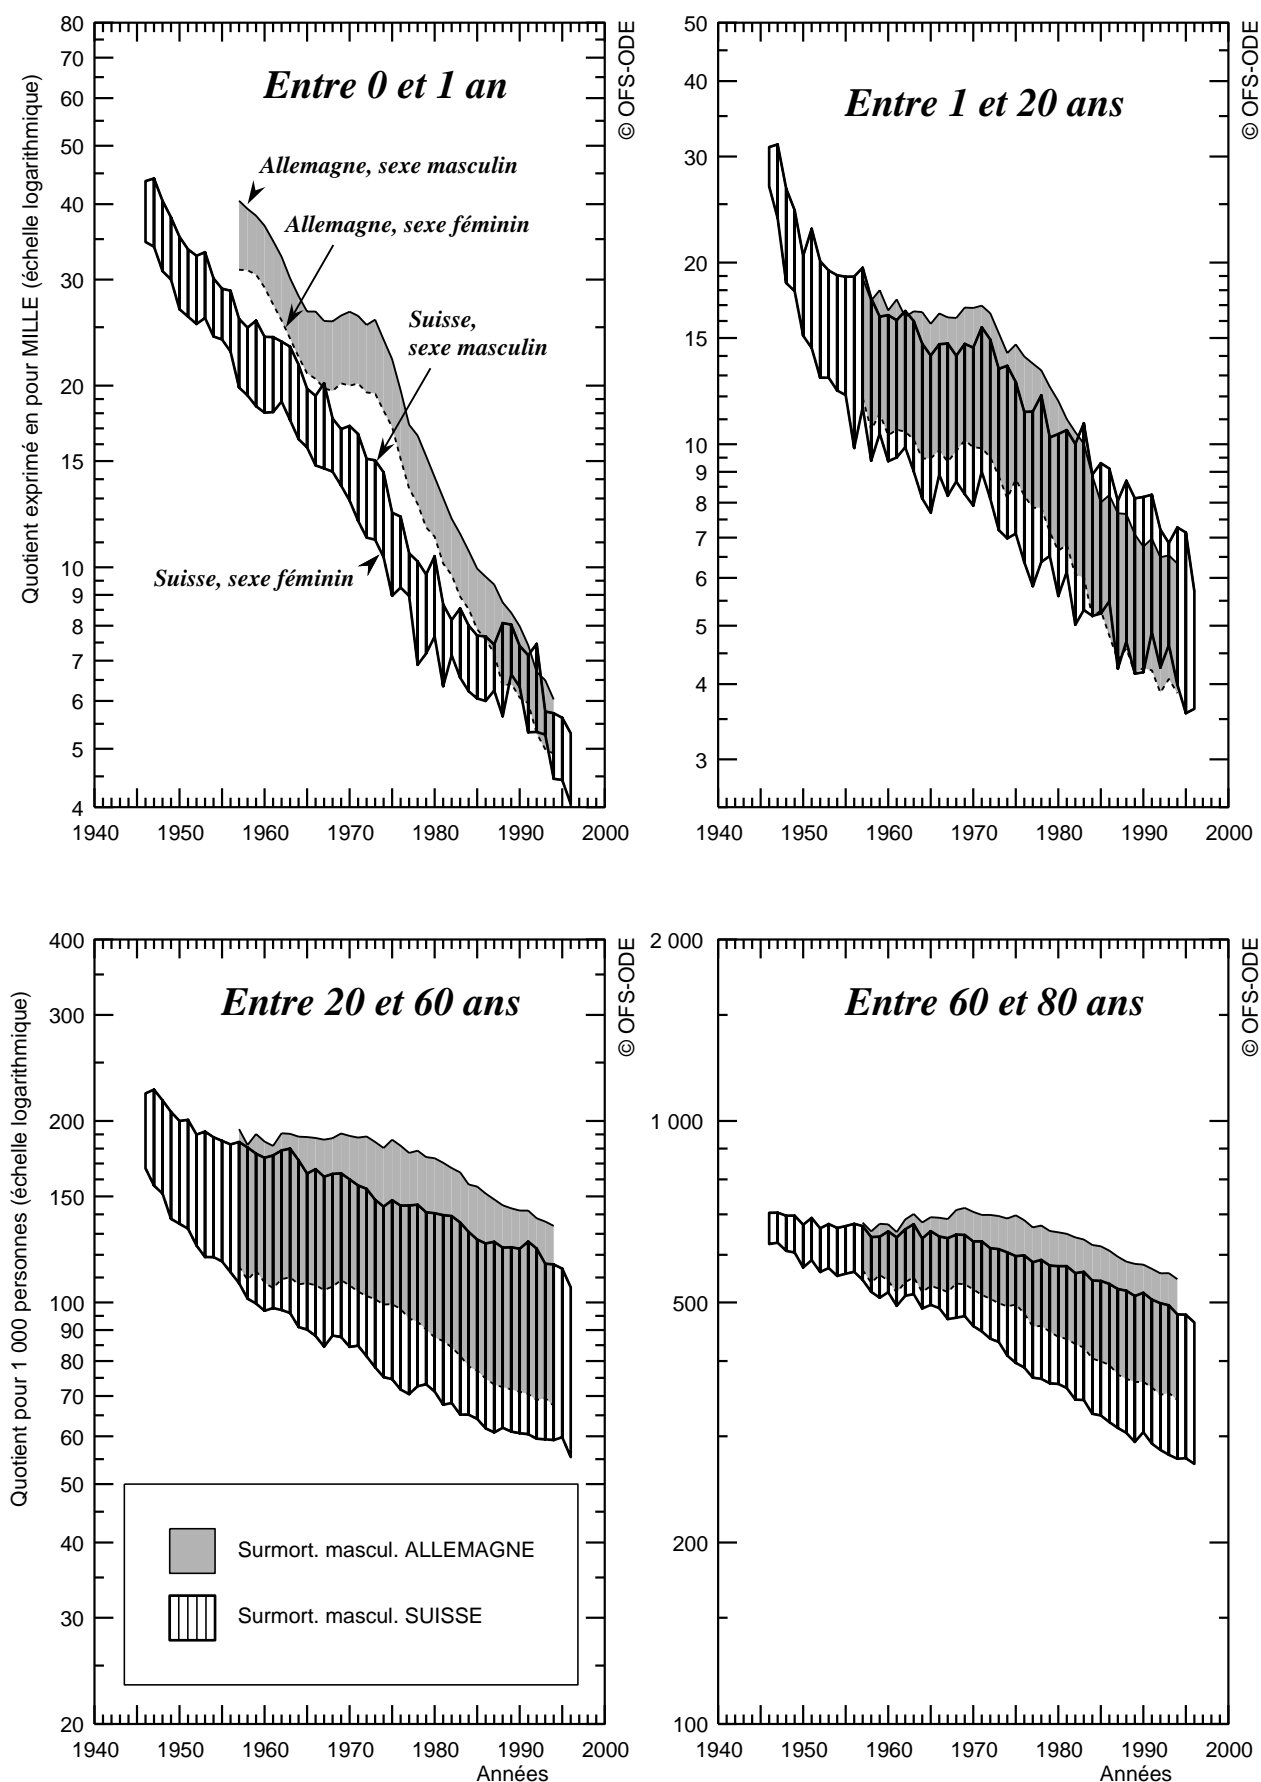 Entre 0 et 1 an
Quotient exprimé en pour MILLE (échelle logarithmique)
80
70
60
50
40
30
20
15
10
9
8
7
6
5
4
Allemagne, sexe masculin
Allemagne, sexe féminin
Suisse,
sexe masculin
Suisse, sexe féminin
1940 1950 1960 1970 1980 1990 2000
© OFS-ODE
Entre 1 et 20 ans
50
40
30
20
15
10
9
8
7
6
5
4
3
1940 1950 1960 1970 1980 1990 2000
© OFS-ODE
Entre 20 et 60 ans
Quotient pour 1 000 personnes (échelle logarithmique)
400
300
200
150
100
90
80
70
60
50
40
30
20
Surmort. mascul. ALLEMAGNE
Surmort. mascul. SUISSE
1940 1950 1960 1970 1980 1990 2000
Années
© OFS-ODE
Entre 60 et 80 ans
2 000
1 000
500
200
100
1940 1950 1960 1970 1980 1990 2000
Années
© OFS-ODE